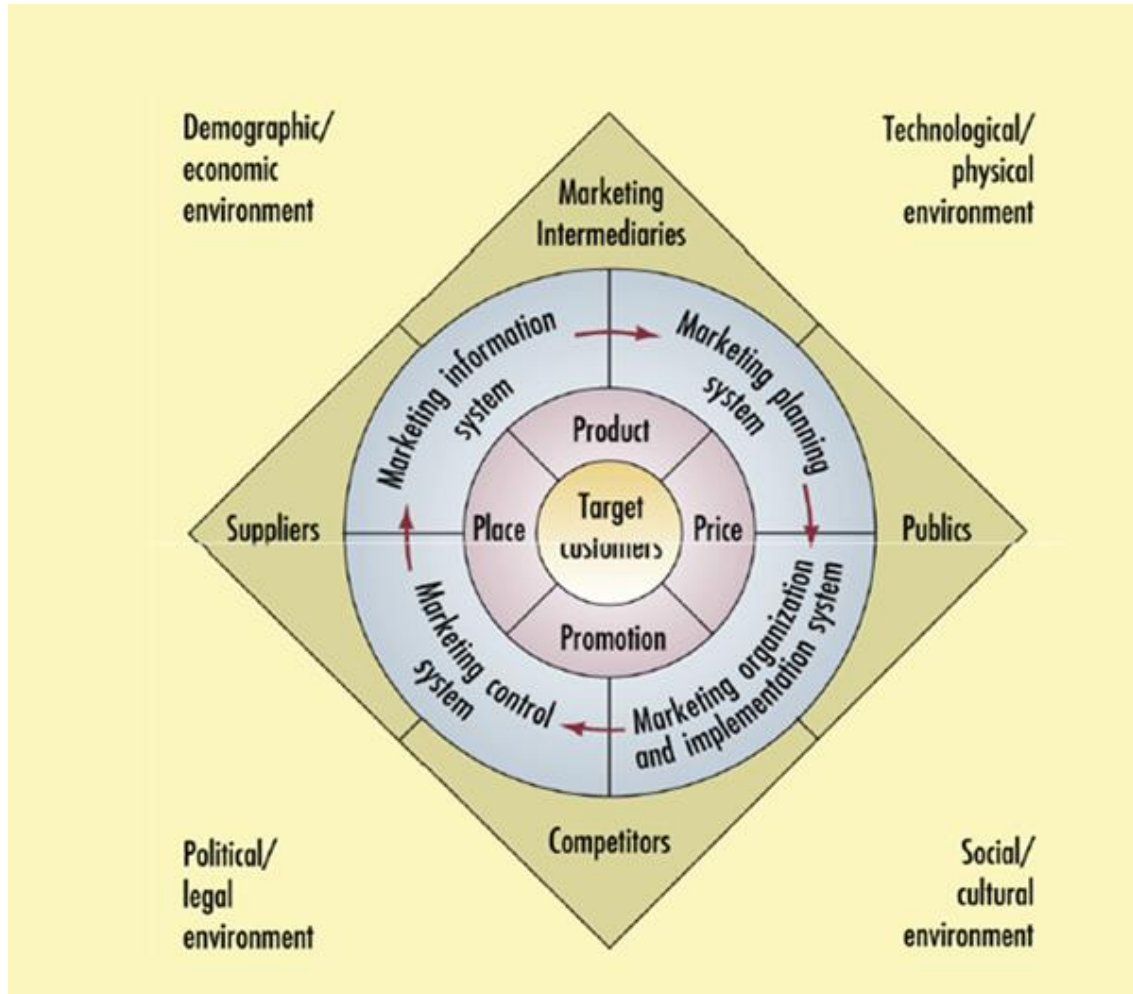 Demographic/
economic
environment
Technological/
physical
environment
Marketing
Intermediaries
Marketing information
system
Marketing planning
system
Product
Suppliers
Place
Target
customers
Price
Publics
Promotion
Marketing control
system
Marketing organization
and implementation system
Competitors
Political/
legal
environment
Social/
cultural
environment